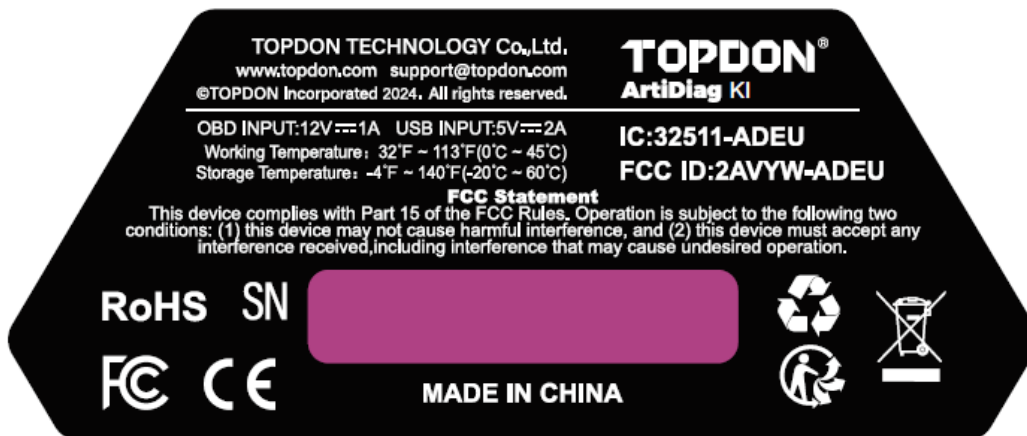 TOPDON TECHNOLOGY Co.,Ltd.
www.topdon.com support@topdon.com
©TOPDON Incorporated 2024. All rights reserved.
TOPDON®
ArtiDiag KI
OBD INPUT:12V⎓1A USB INPUT:5V⎓2A
Working Temperature: 32°F ~ 113°F(0°C ~ 45°C)
Storage Temperature: -4°F ~ 140°F(-20°C ~ 60°C)
IC:32511-ADEU
FCC ID:2AVYW-ADEU
FCC Statement
This device complies with Part 15 of the FCC Rules. Operation is subject to the following two
conditions: (1) this device may not cause harmful interference, and (2) this device must accept any
interference received,including interference that may cause undesired operation.
RoHS SN
FC CE
MADE IN CHINA